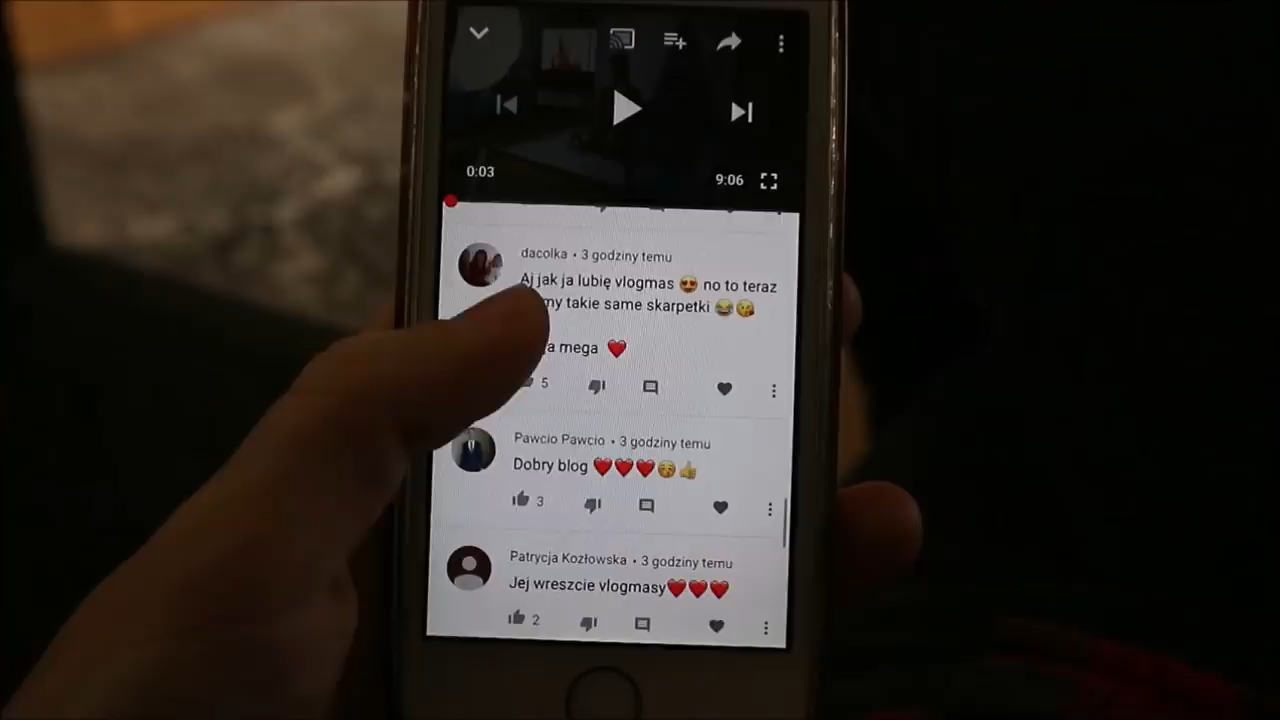 0:03
9:06
dacolka • 3 godziny temu
Aj jak ja lubię vlogmas 😍 no to teraz
my takie same skarpetki 😂😘
mega ❤️
5
Pawcio Pawcio • 3 godziny temu
Dobry blog ❤️❤️❤️😚👍
3
Patrycja Kozłowska • 3 godziny temu
Jej wreszcie vlogmasy❤️❤️❤️
2